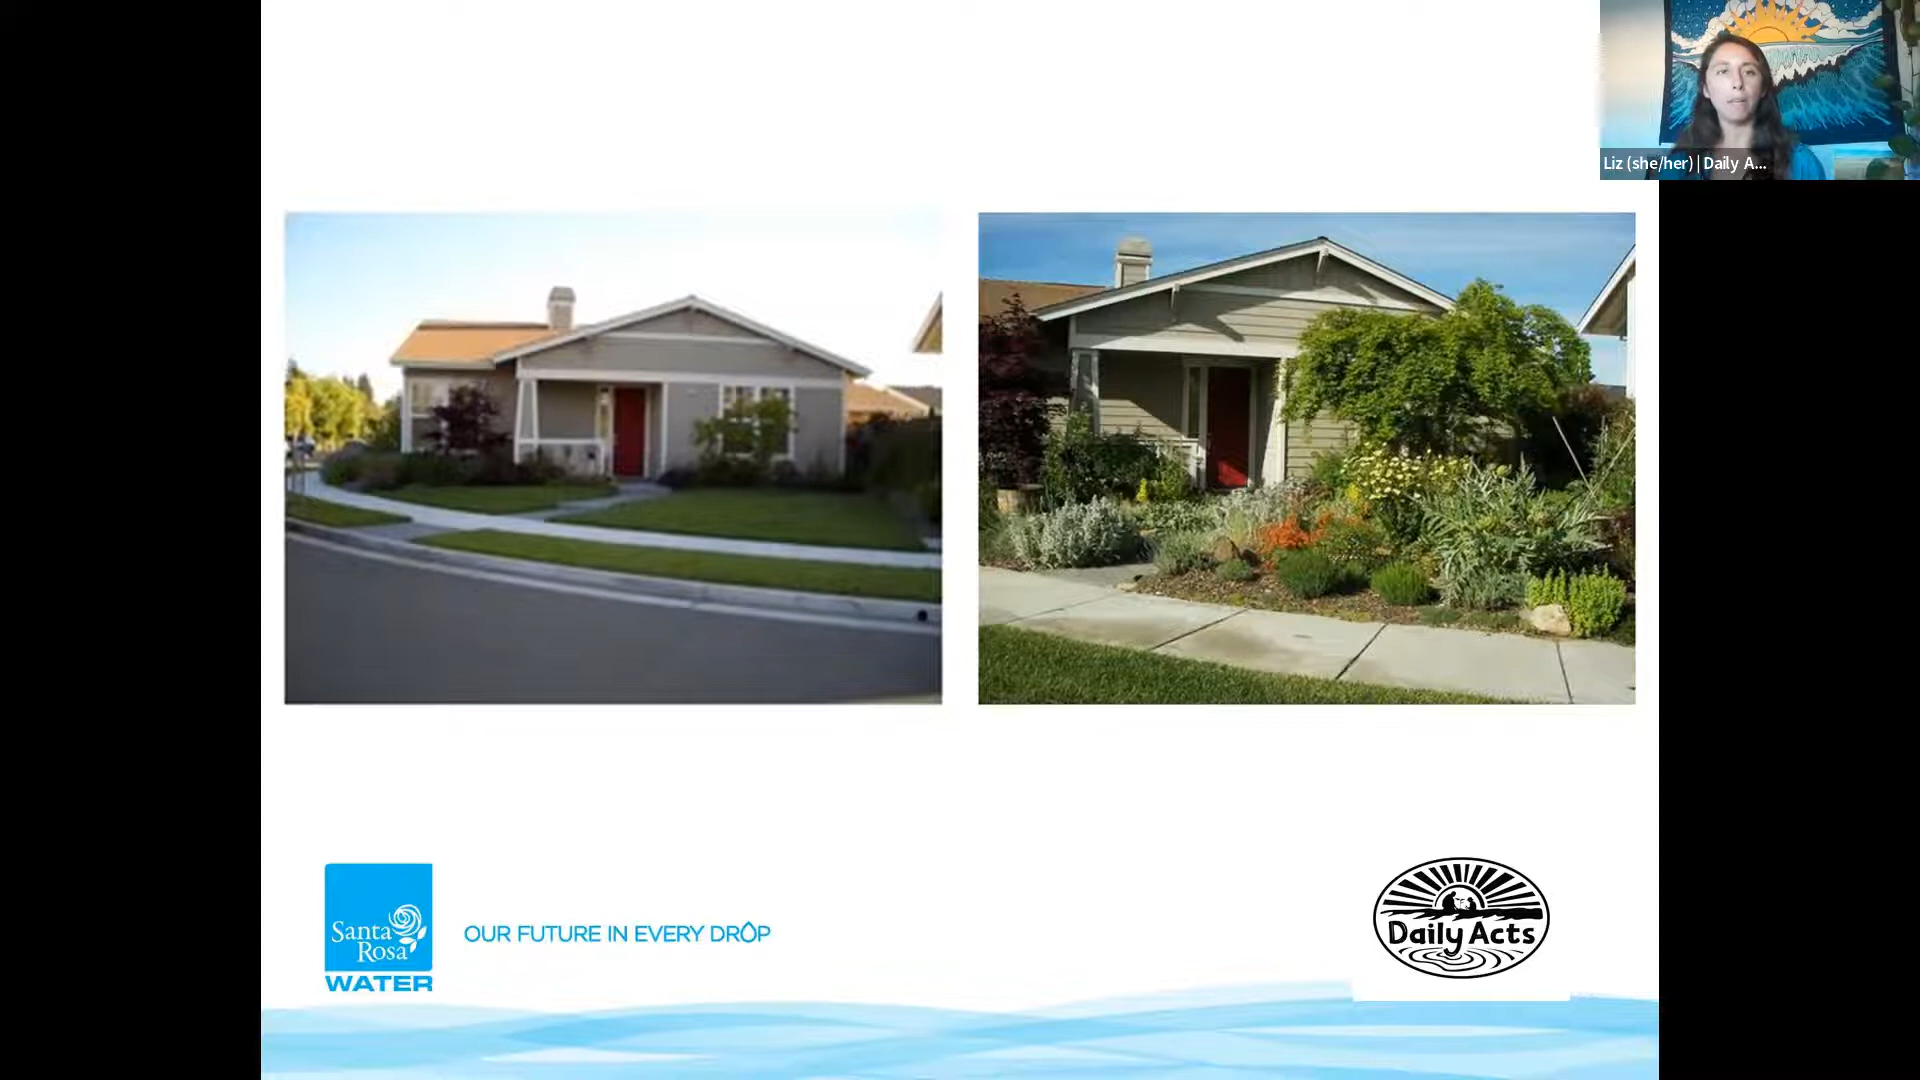 Liz (she/her) | Daily A...
Santa
Rosa
WATER
OUR FUTURE IN EVERY DROP
Daily Acts